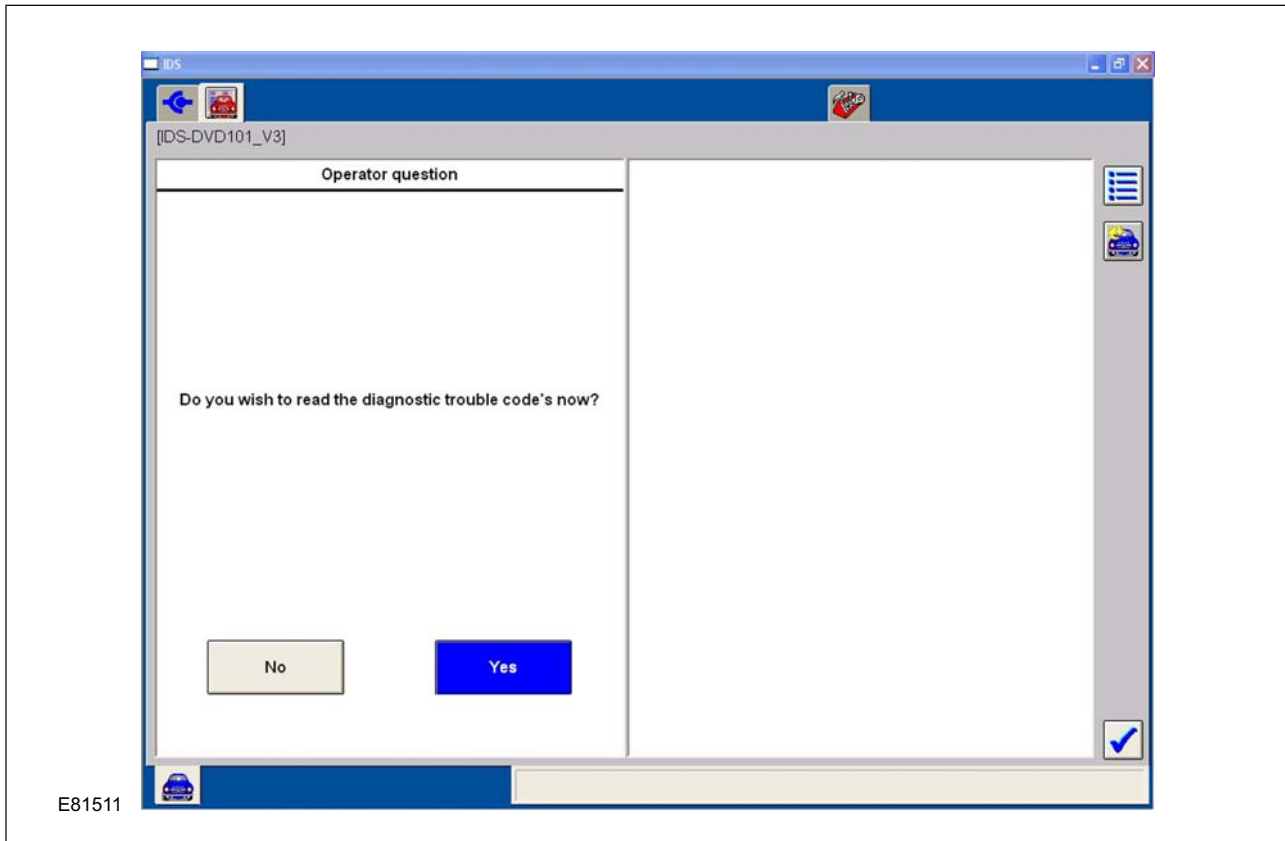 IDS
[IDS-DVD101_V3]
Operator question
Do you wish to read the diagnostic trouble code's now?
No
Yes
E81511